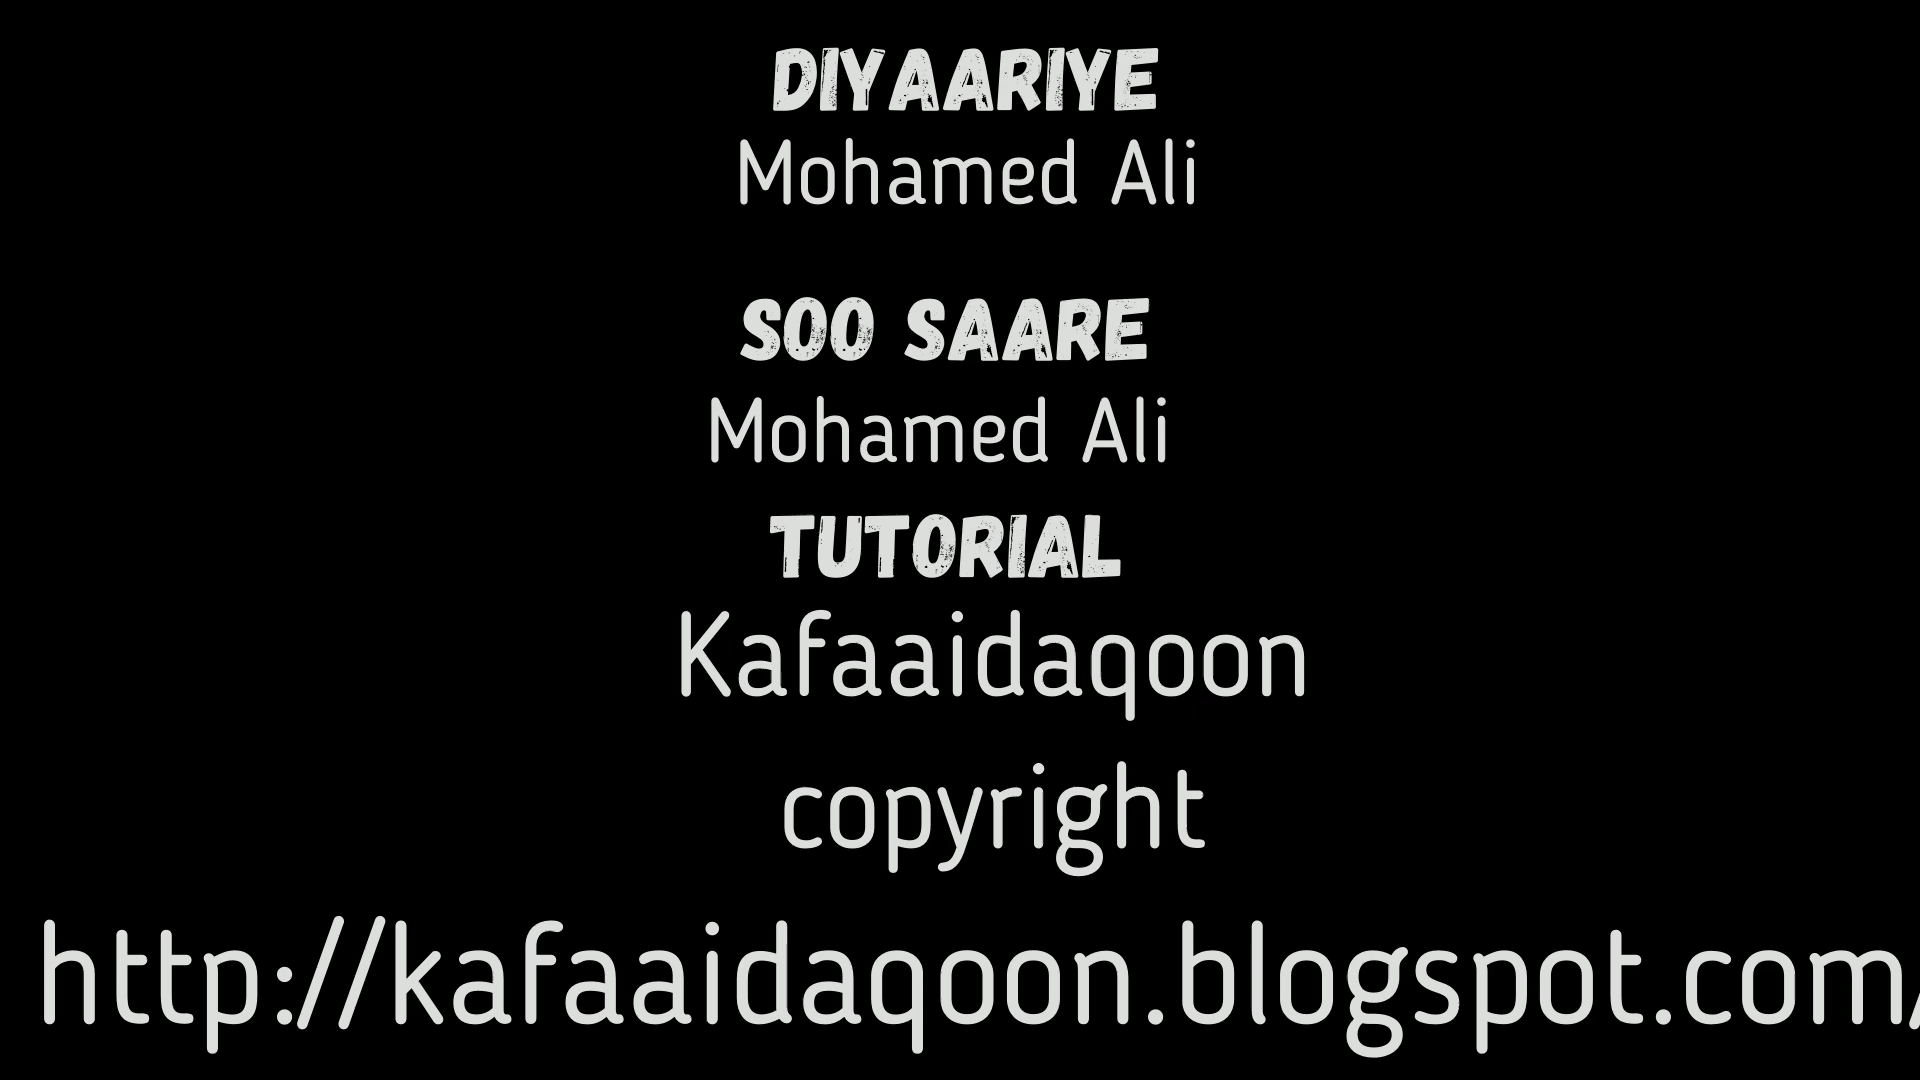 DIYAARIYE
Mohamed Ali
SOO SAARE
Mohamed Ali
TUTORIAL
Kafaaidaqoon
copyright
http://kafaaidaqoon.blogspot.com/